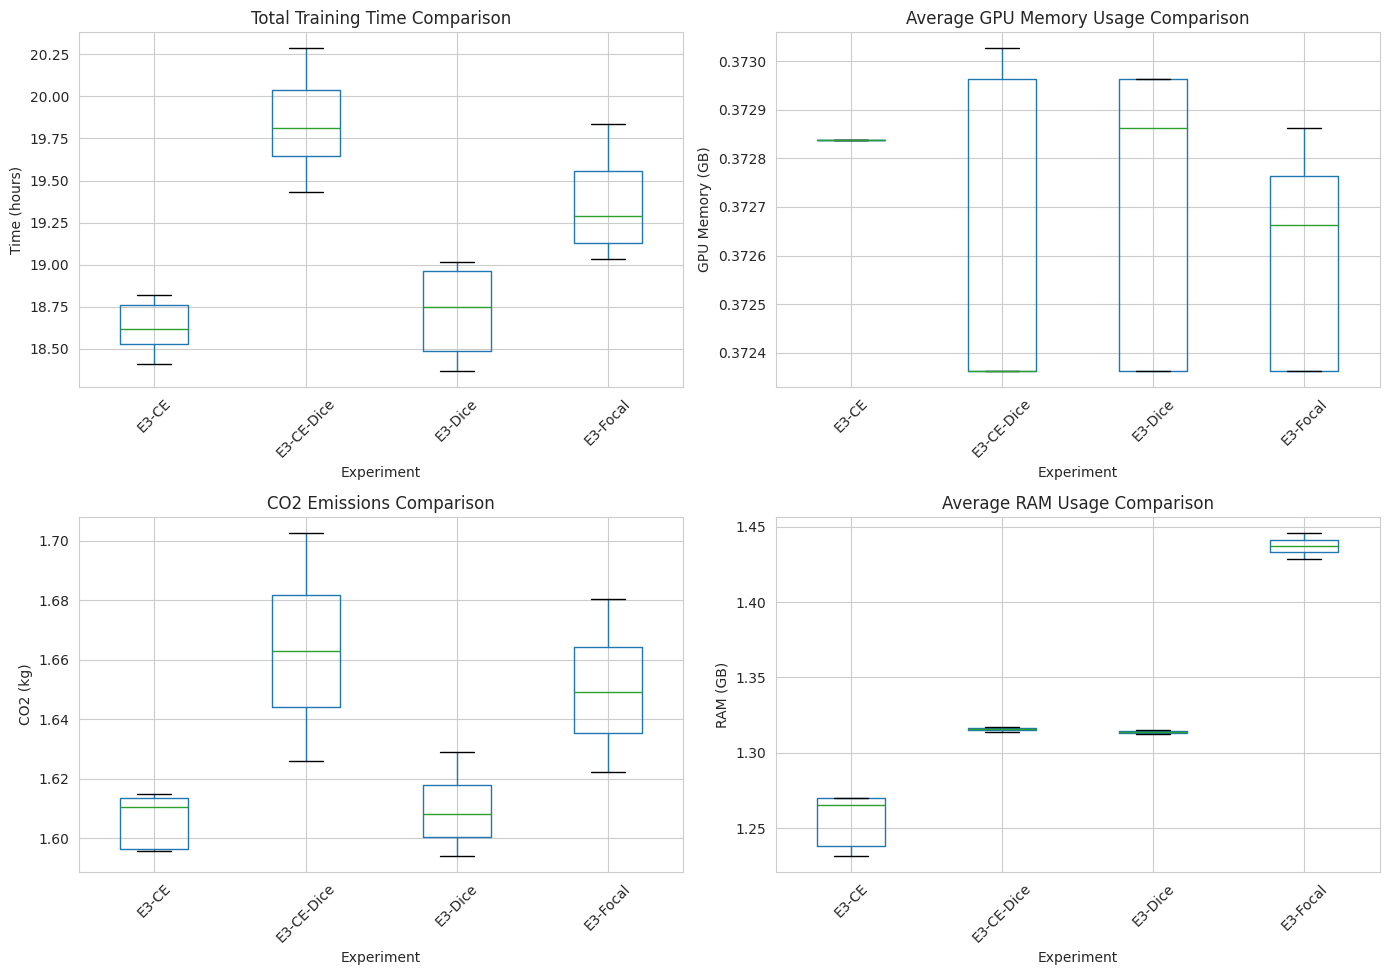 Total Training Time Comparison
Time (hours)
20.25
20.00
19.75
19.50
19.25
19.00
18.75
18.50
E3-CE
E3-CE-Dice
E3-Dice
E3-Focal
Experiment
Average GPU Memory Usage Comparison
GPU Memory (GB)
0.3730
0.3729
0.3728
0.3727
0.3726
0.3725
0.3724
E3-CE
E3-CE-Dice
E3-Dice
E3-Focal
Experiment
CO2 Emissions Comparison
CO2 (kg)
1.70
1.68
1.66
1.64
1.62
1.60
E3-CE
E3-CE-Dice
E3-Dice
E3-Focal
Experiment
Average RAM Usage Comparison
RAM (GB)
1.45
1.40
1.35
1.30
1.25
E3-CE
E3-CE-Dice
E3-Dice
E3-Focal
Experiment